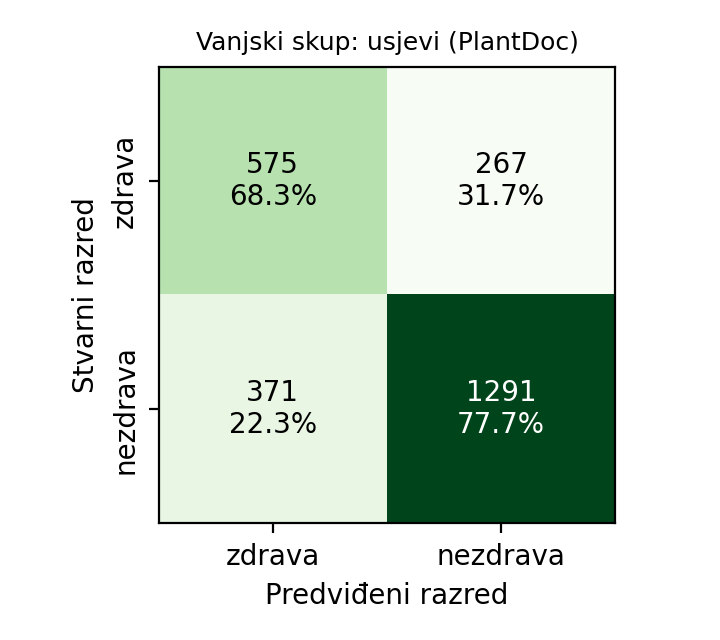 Vanjski skup: usjevi (PlantDoc)
Stvarni razred
zdrava
575
68.3%
267
31.7%
nezdrava
371
22.3%
1291
77.7%
zdrava
nezdrava
Predviđeni razred